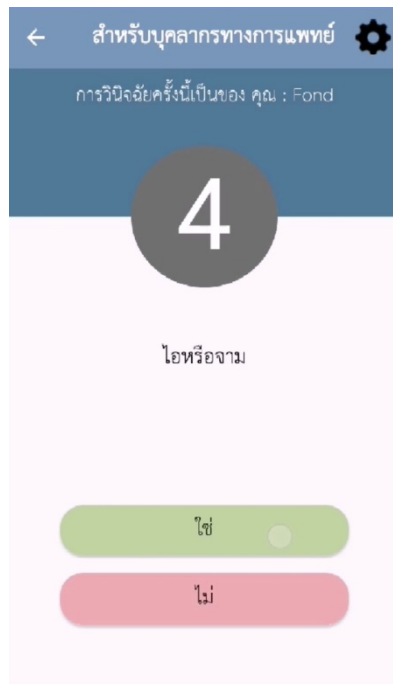 สำหรับบุคลากรทางการแพทย์
การวินิจฉัยครั้งนี้เป็นของ คุณ : Fond
4
ไอหรือจาม
ใช่
ไม่